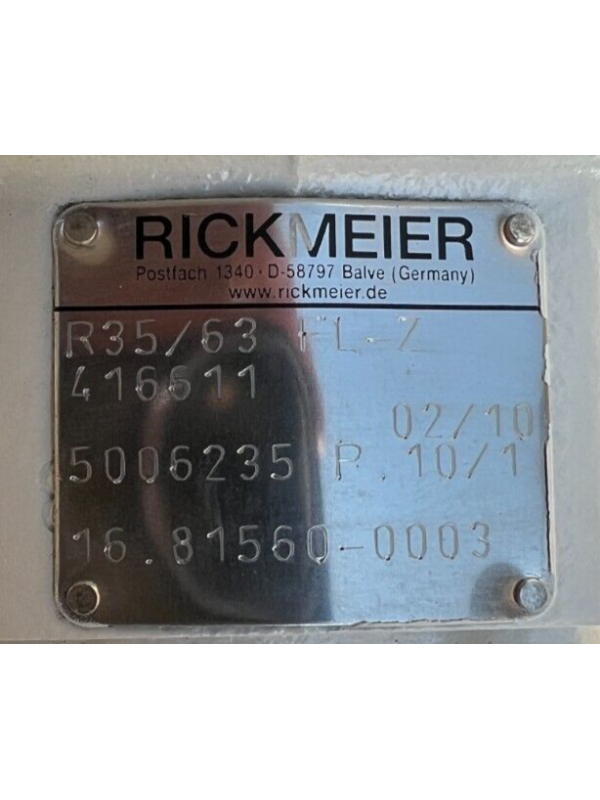 RICKMEIER
Postfach 1340 · D-58797 Balve (Germany)
www.rickmeier.de
R35/63 FL-Z
416611
02/10
5006235 P.10/1
16.81560-0003